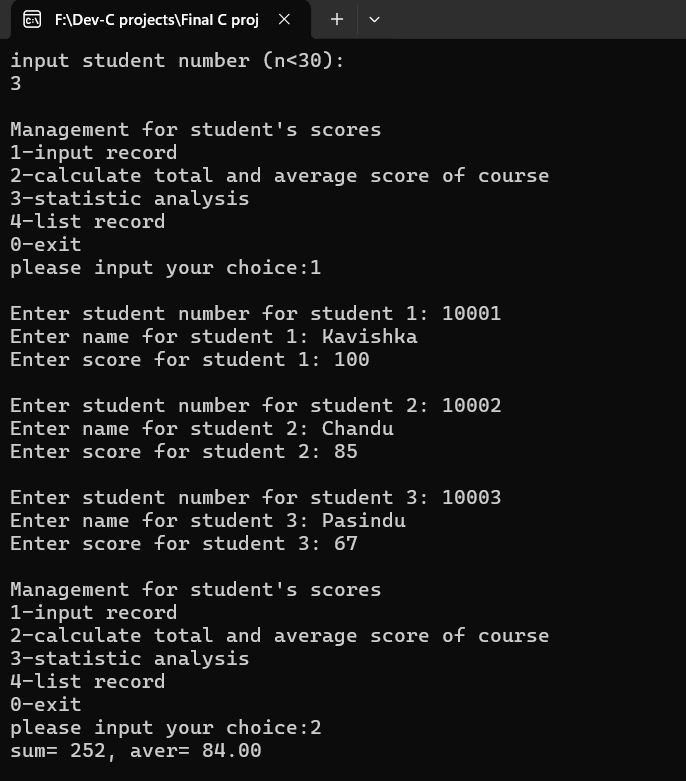 F:\Dev-C projects\Final C proj
input student number (n<30):
3
Management for student's scores
1-input record
2-calculate total and average score of course
3-statistic analysis
4-list record
0-exit
please input your choice:1
Enter student number for student 1: 10001
Enter name for student 1: Kavishka
Enter score for student 1: 100
Enter student number for student 2: 10002
Enter name for student 2: Chandu
Enter score for student 2: 85
Enter student number for student 3: 10003
Enter name for student 3: Pasindu
Enter score for student 3: 67
Management for student's scores
1-input record
2-calculate total and average score of course
3-statistic analysis
4-list record
0-exit
please input your choice:2
sum= 252, aver= 84.00